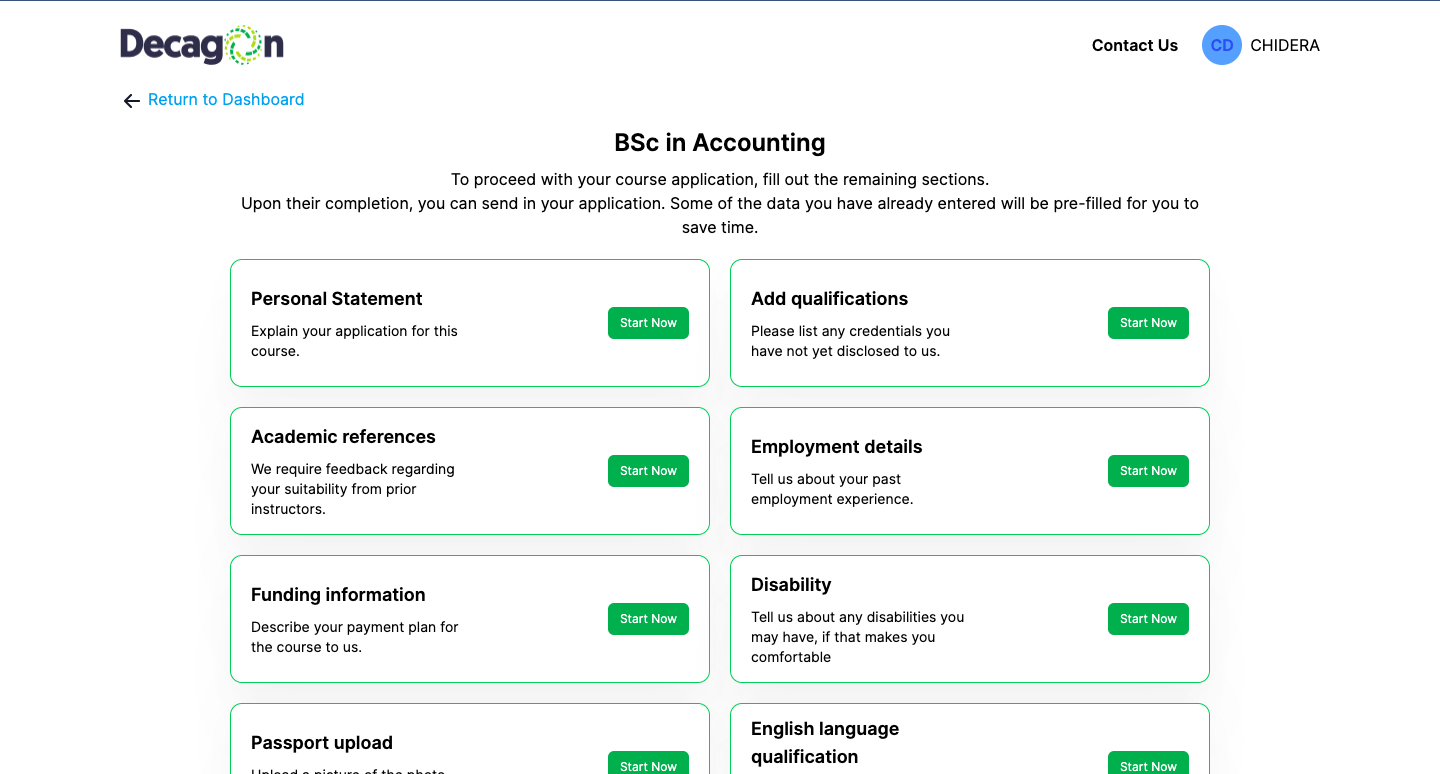 Decagon
Contact Us
CD
CHIDERA
Return to Dashboard
BSc in Accounting
To proceed with your course application, fill out the remaining sections.
Upon their completion, you can send in your application. Some of the data you have already entered will be pre-filled for you to
save time.
Personal Statement
Explain your application for this
course.
Start Now
Add qualifications
Please list any credentials you
have not yet disclosed to us.
Start Now
Academic references
We require feedback regarding
your suitability from prior
instructors.
Start Now
Employment details
Tell us about your past
employment experience.
Start Now
Funding information
Describe your payment plan for
the course to us.
Start Now
Disability
Tell us about any disabilities you
may have, if that makes you
comfortable
Start Now
Passport upload
Upload a picture of the photo
Start Now
English language
qualification
Start Now